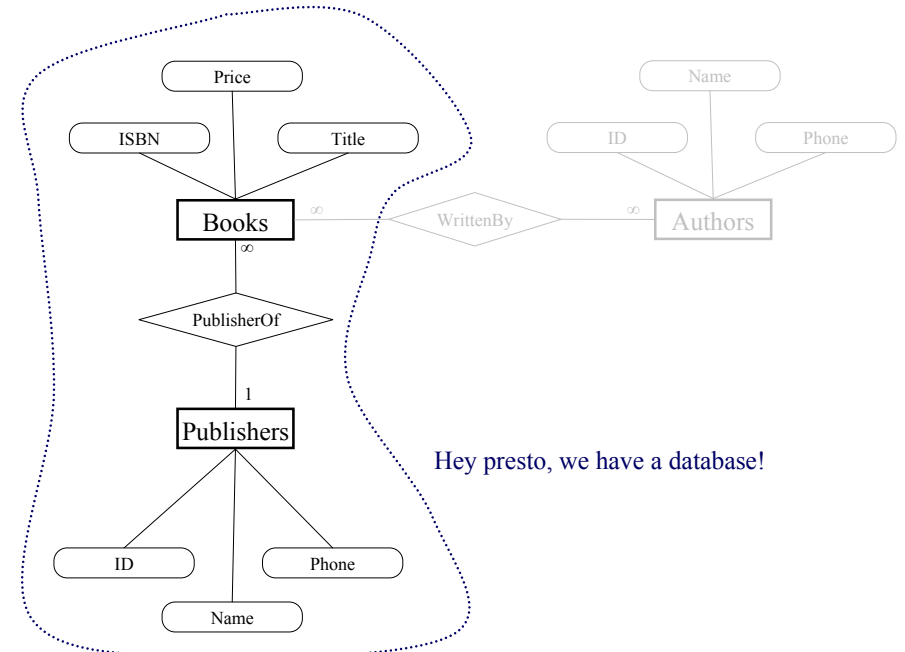 Price
Name
ISBN
Title
ID
Phone
Books
∞
WrittenBy
∞
Authors
∞
PublisherOf
1
Publishers
Hey presto, we have a database!
ID
Phone
Name